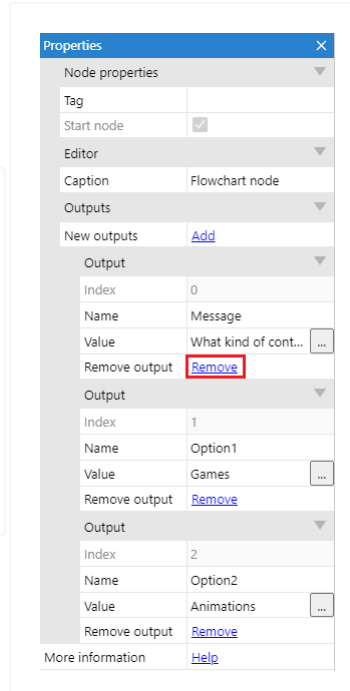 Properties
Node properties
Tag
Start node
Editor
Caption Flowchart node
Outputs
New outputs Add
Output
Index 0
Name Message
Value What kind of cont... ...
Remove output Remove
Output
Index 1
Name Option1
Value Games ...
Remove output Remove
Output
Index 2
Name Option2
Value Animations ...
Remove output Remove
More information Help